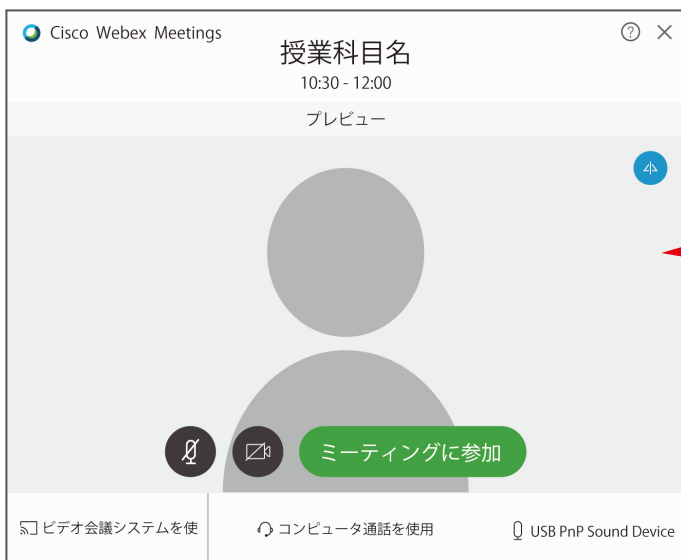 Cisco Webex Meetings
授業科目名
10:30 - 12:00
プレビュー
ミーティングに参加
ビデオ会議システムを使
コンピュータ通話を使用
USB PnP Sound Device